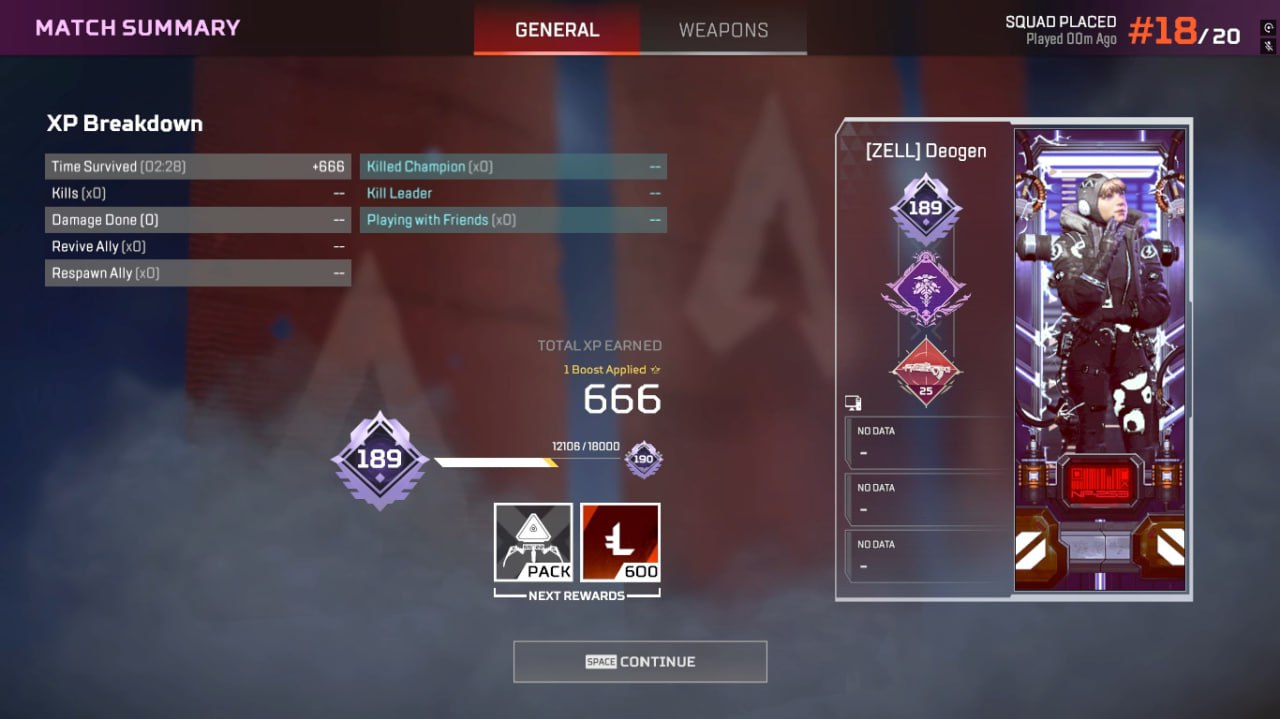 MATCH SUMMARY
GENERAL
WEAPONS
SQUAD PLACED
Played 00m Ago
#18/20
XP Breakdown
Time Survived (02:28) +666
Kills (x0) --
Damage Done (0) --
Revive Ally (x0) --
Respawn Ally (x0) --
Killed Champion (x0) --
Kill Leader --
Playing with Friends (x0) --
TOTAL XP EARNED
1 Boost Applied
666
189
12106/18000
190
PACK
600
NEXT REWARDS
SPACE CONTINUE
[ZELL] Deogen
189
25
NO DATA
-
NO DATA
-
NO DATA
-